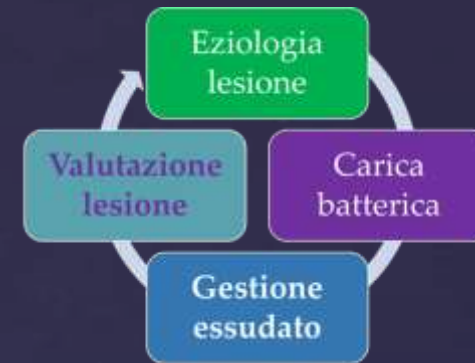 Eziologia
lesione
Carica
batterica
Gestione
essudato
Valutazione
lesione